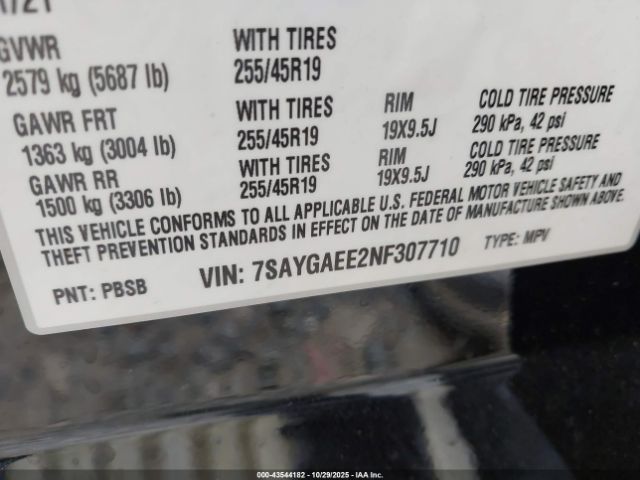 GVWR
2579 kg (5687 lb)
WITH TIRES
255/45R19
GAWR FRT
1363 kg (3004 lb)
WITH TIRES
255/45R19
RIM
19X9.5J
COLD TIRE PRESSURE
290 kPa, 42 psi
GAWR RR
1500 kg (3306 lb)
WITH TIRES
255/45R19
RIM
19X9.5J
COLD TIRE PRESSURE
290 kPa, 42 psi
THIS VEHICLE CONFORMS TO ALL APPLICABLE U.S. FEDERAL MOTOR VEHICLE SAFETY AND
THEFT PREVENTION STANDARDS IN EFFECT ON THE DATE OF MANUFACTURE SHOWN ABOVE.
PNT: PBSB
VIN: 7SAYGAEE2NF307710
TYPE: MPV
000-43544182 | 10/29/2025 | IAA Inc.